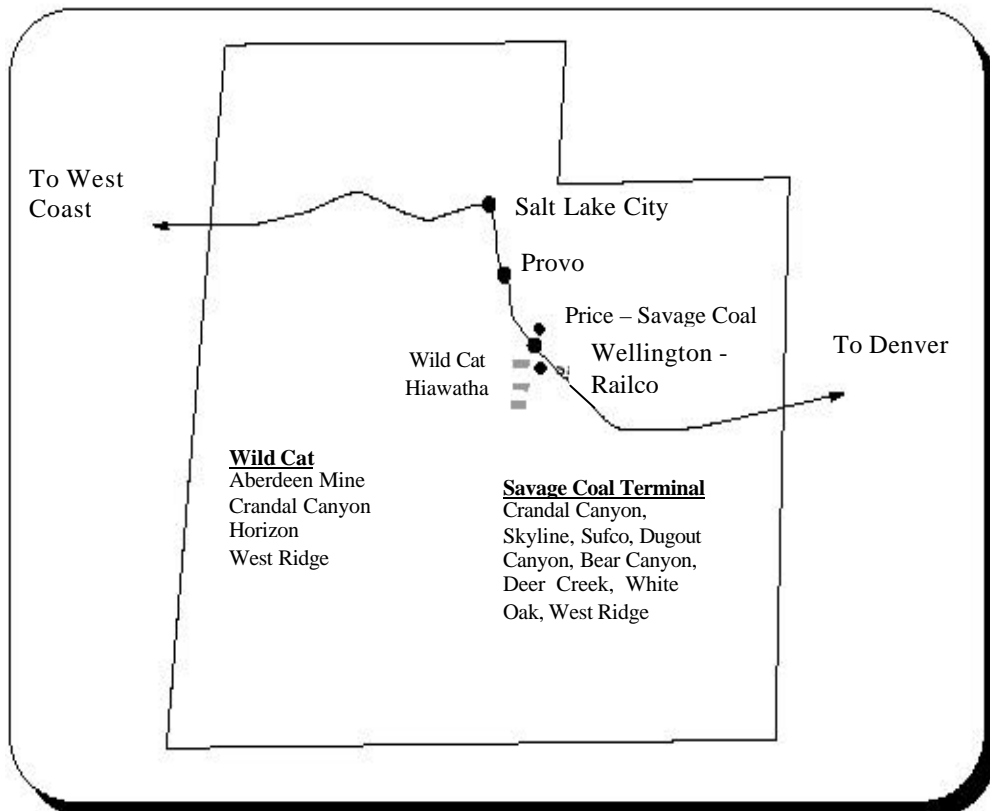 To West
Coast
Salt Lake City
Provo
Price – Savage Coal
Wild Cat
Hiawatha
Wellington -
Railco
To Denver
Wild Cat
Aberdeen Mine
Crandal Canyon
Horizon
West Ridge
Savage Coal Terminal
Crandal Canyon,
Skyline, Sufco, Dugout
Canyon, Bear Canyon,
Deer Creek, White
Oak, West Ridge